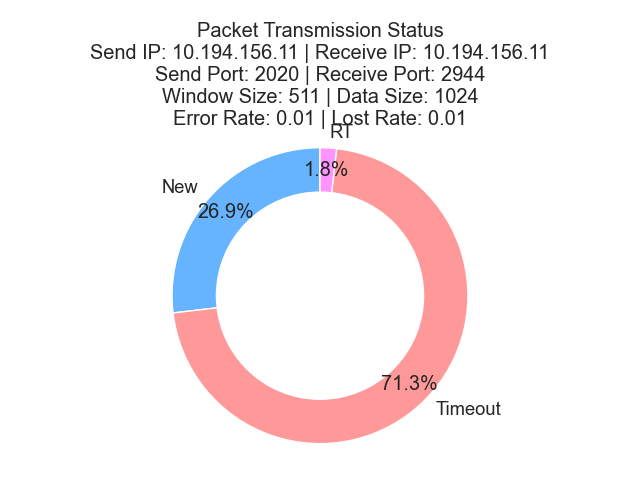 Packet Transmission Status
Send IP: 10.194.156.11 | Receive IP: 10.194.156.11
Send Port: 2020 | Receive Port: 2944
Window Size: 511 | Data Size: 1024
Error Rate: 0.01 | Lost Rate: 0.01
RT
1.8%
New
26.9%
71.3%
Timeout